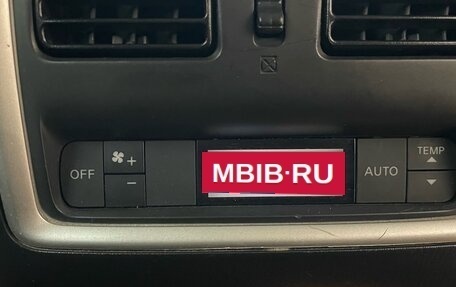 TEMP
OFF
+
MBIB·RU
AUTO
−